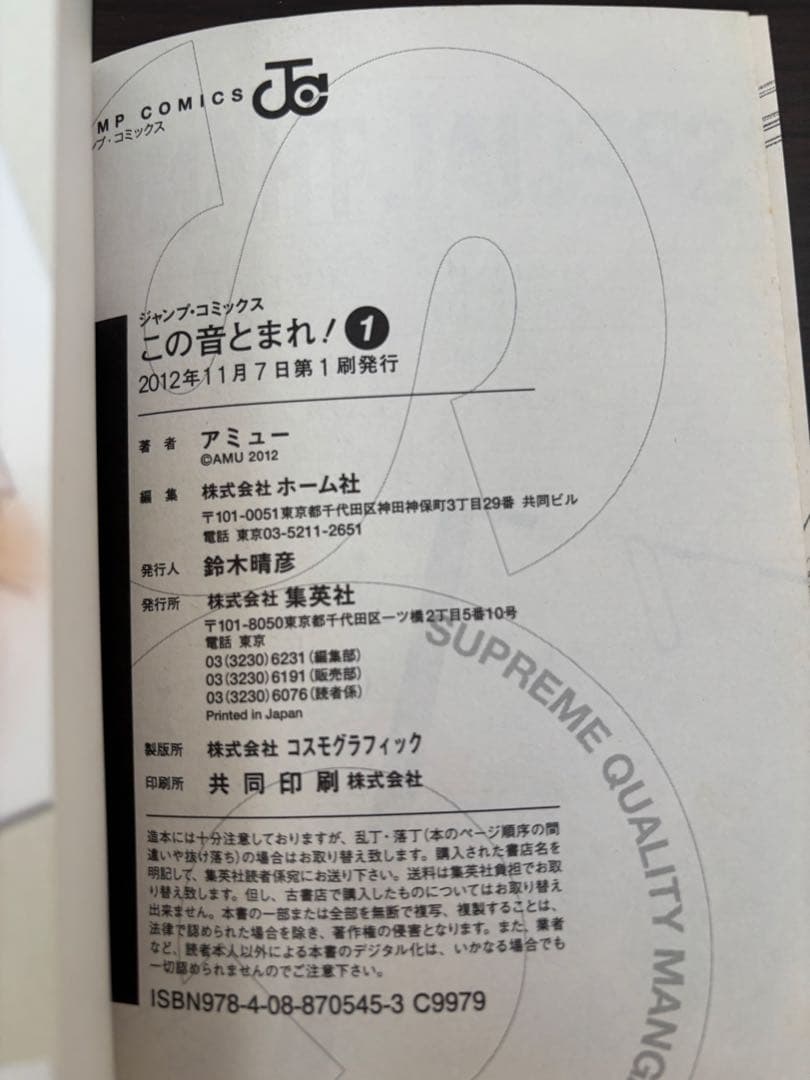 MP COMICS
ンプ・コミックス
ジャンプ・コミックス
この音とまれ! 1
2012年11月7日第1刷発行
著者 アミュー
©AMU 2012
編集 株式会社 ホーム社
〒101-0051東京都千代田区神田神保町3丁目29番 共同ビル
電話 東京03-5211-2651
発行人 鈴木晴彦
発行所 株式会社 集英社
〒101-8050東京都千代田区一ツ橋2丁目5番10号
電話 東京
03(3230)6231(編集部)
03(3230)6191(販売部)
03(3230)6076(読者係)
Printed in Japan
製版所 株式会社 コスモグラフィック
印刷所 共同印刷株式会社
造本には十分注意しておりますが、乱丁・落丁(本のページ順序の間
違いや抜け落ち)の場合はお取り替え致します。購入された書店名を
明記して、集英社読者係宛にお送り下さい。送料は集英社負担でお取
り替え致します。但し、古書店で購入したものについてはお取り替え
出来ません。本書の一部または全部を無断で複写、複製することは、
法律で認められた場合を除き、著作権の侵害となります。また、業者
など、読者本人以外による本書のデジタル化は、いかなる場合でも
一切認められませんのでご注意下さい。
ISBN978-4-08-870545-3 C9979
SUPREME QUALITY MANG